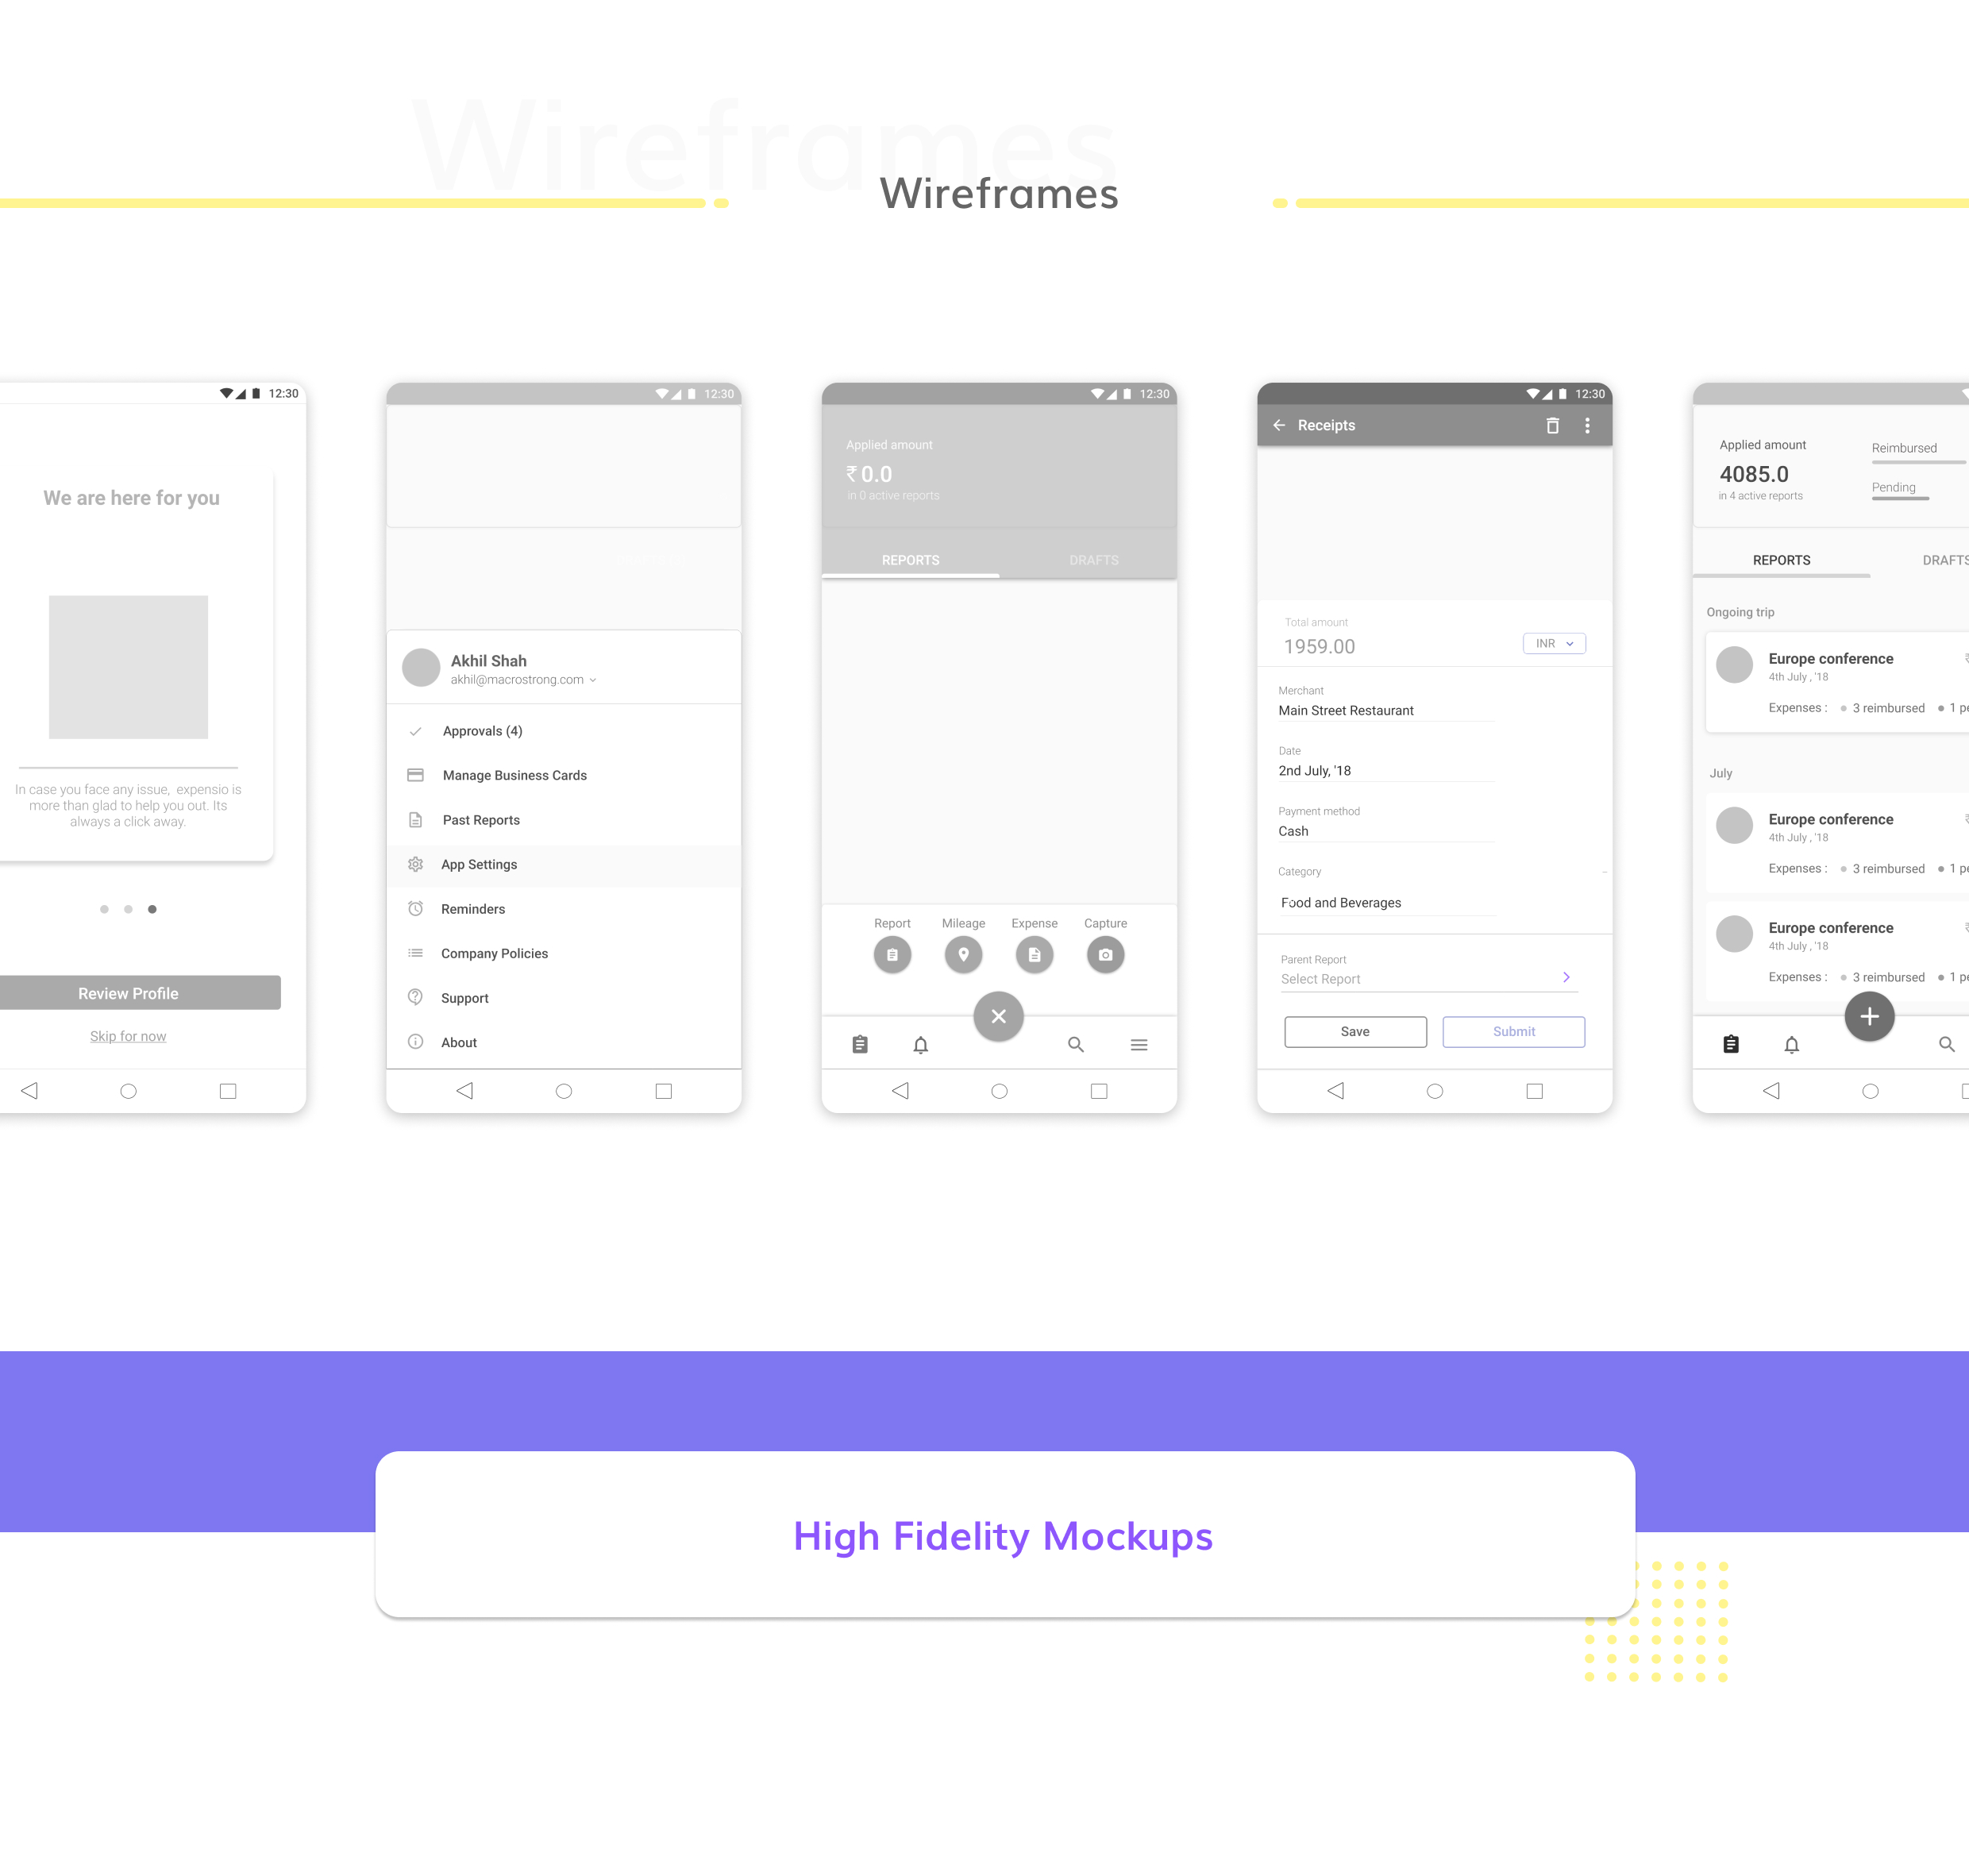 Wireframes
Wireframes
12:30
We are here for you
In case you face any issue, expensio is
more than glad to help you out. Its
always a click away.
Review Profile
Skip for now
12:30
Akhil Shah
akhil@macrostrong.com
Approvals (4)
Manage Business Cards
Past Reports
App Settings
Reminders
Company Policies
Support
About
12:30
Applied amount
₹ 0.0
in 0 active reports
REPORTS DRAFTS
Report Mileage Expense Capture
12:30
Receipts
Total amount
1959.00
INR
Merchant
Main Street Restaurant
Date
2nd July, '18
Payment method
Cash
Category
Food and Beverages
Parent Report
Select Report
Save Submit
Applied amount
4085.0
in 4 active reports
Reimbursed
Pending
REPORTS DRAFTS
Ongoing trip
Europe conference
4th July , '18
Expenses : 3 reimbursed 1 pe
July
Europe conference
4th July , '18
Expenses : 3 reimbursed 1 pe
Europe conference
4th July , '18
Expenses : 3 reimbursed 1 pe
High Fidelity Mockups